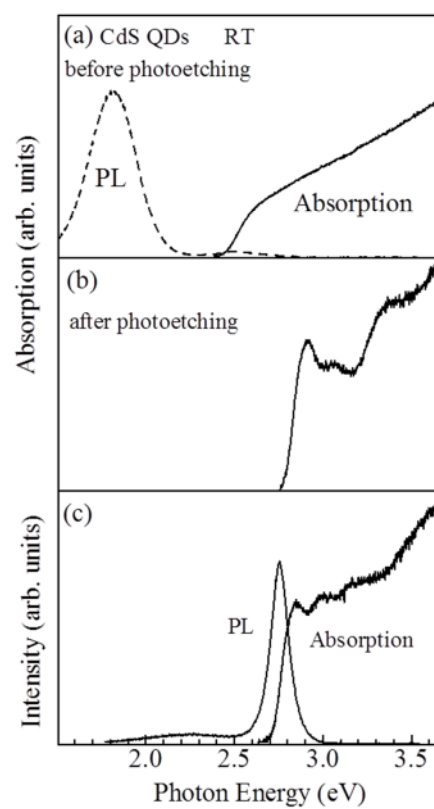 (a) CdS QDs RT
before photoetching
PL
Absorption
Absorption (arb. units)
(b)
after photoetching
(c)
PL
Absorption
Intensity (arb. units)
2.0 2.5 3.0 3.5
Photon Energy (eV)